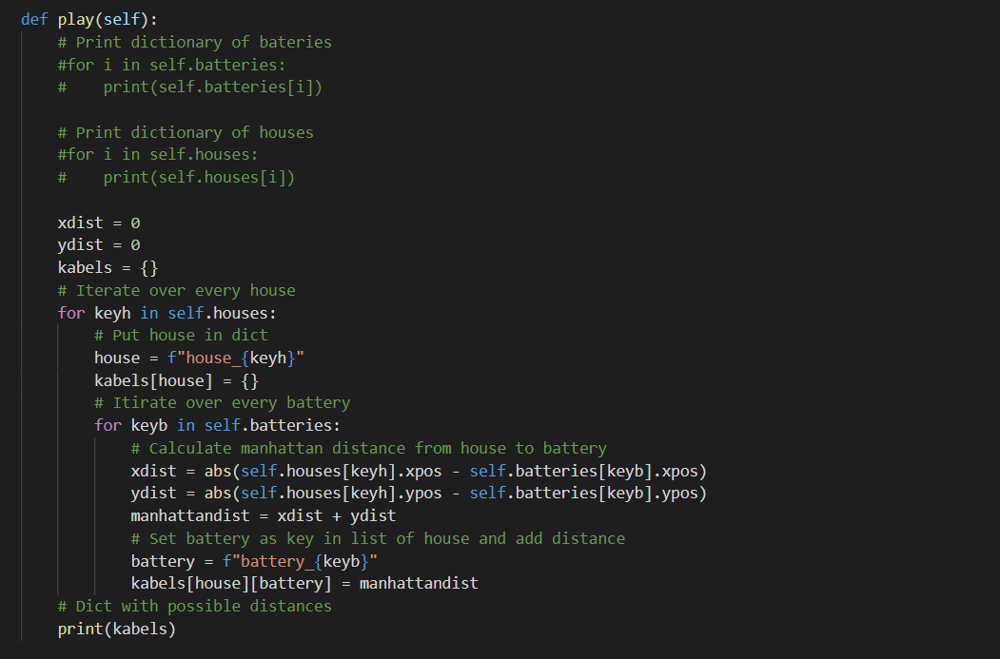 def play(self):
    # Print dictionary of bateries
    #for i in self.batteries:
    #    print(self.batteries[i])

    # Print dictionary of houses
    #for i in self.houses:
    #    print(self.houses[i])

    xdist = 0
    ydist = 0
    kabels = {}
    # Iterate over every house
    for keyh in self.houses:
        # Put house in dict
        house = f"house_{keyh}"
        kabels[house] = {}
        # Itirate over every battery
        for keyb in self.batteries:
            # Calculate manhattan distance from house to battery
            xdist = abs(self.houses[keyh].xpos - self.batteries[keyb].xpos)
            ydist = abs(self.houses[keyh].ypos - self.batteries[keyb].ypos)
            manhattandist = xdist + ydist
            # Set battery as key in list of house and add distance
            battery = f"battery_{keyb}"
            kabels[house][battery] = manhattandist
    # Dict with possible distances
    print(kabels)